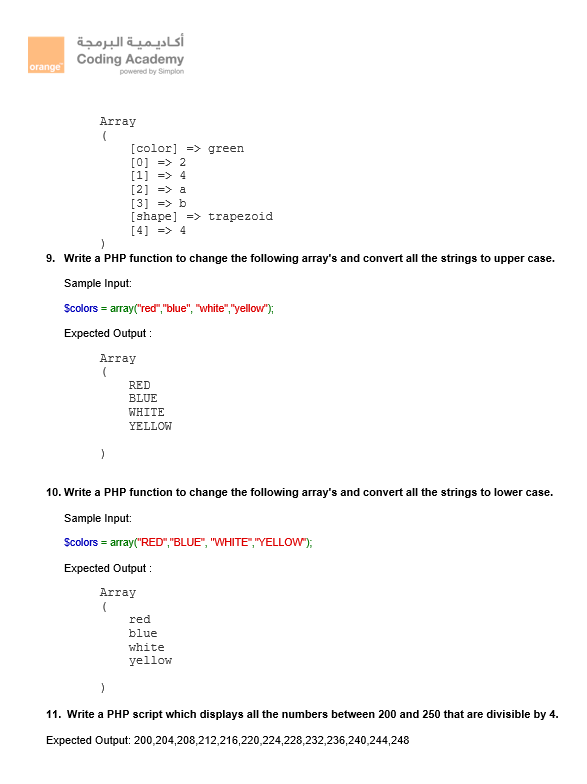 أكاديمية البرمجة
Coding Academy
powered by Simplon
orange™
Array
(
[color] => green
[0] => 2
[1] => 4
[2] => a
[3] => b
[shape] => trapezoid
[4] => 4
)
9. Write a PHP function to change the following array's and convert all the strings to upper case.
Sample Input:
$colors = array("red","blue", "white","yellow");
Expected Output :
Array
(
RED
BLUE
WHITE
YELLOW
)
10. Write a PHP function to change the following array's and convert all the strings to lower case.
Sample Input:
$colors = array("RED","BLUE", "WHITE","YELLOW");
Expected Output :
Array
(
red
blue
white
yellow
)
11. Write a PHP script which displays all the numbers between 200 and 250 that are divisible by 4.
Expected Output: 200,204,208,212,216,220,224,228,232,236,240,244,248